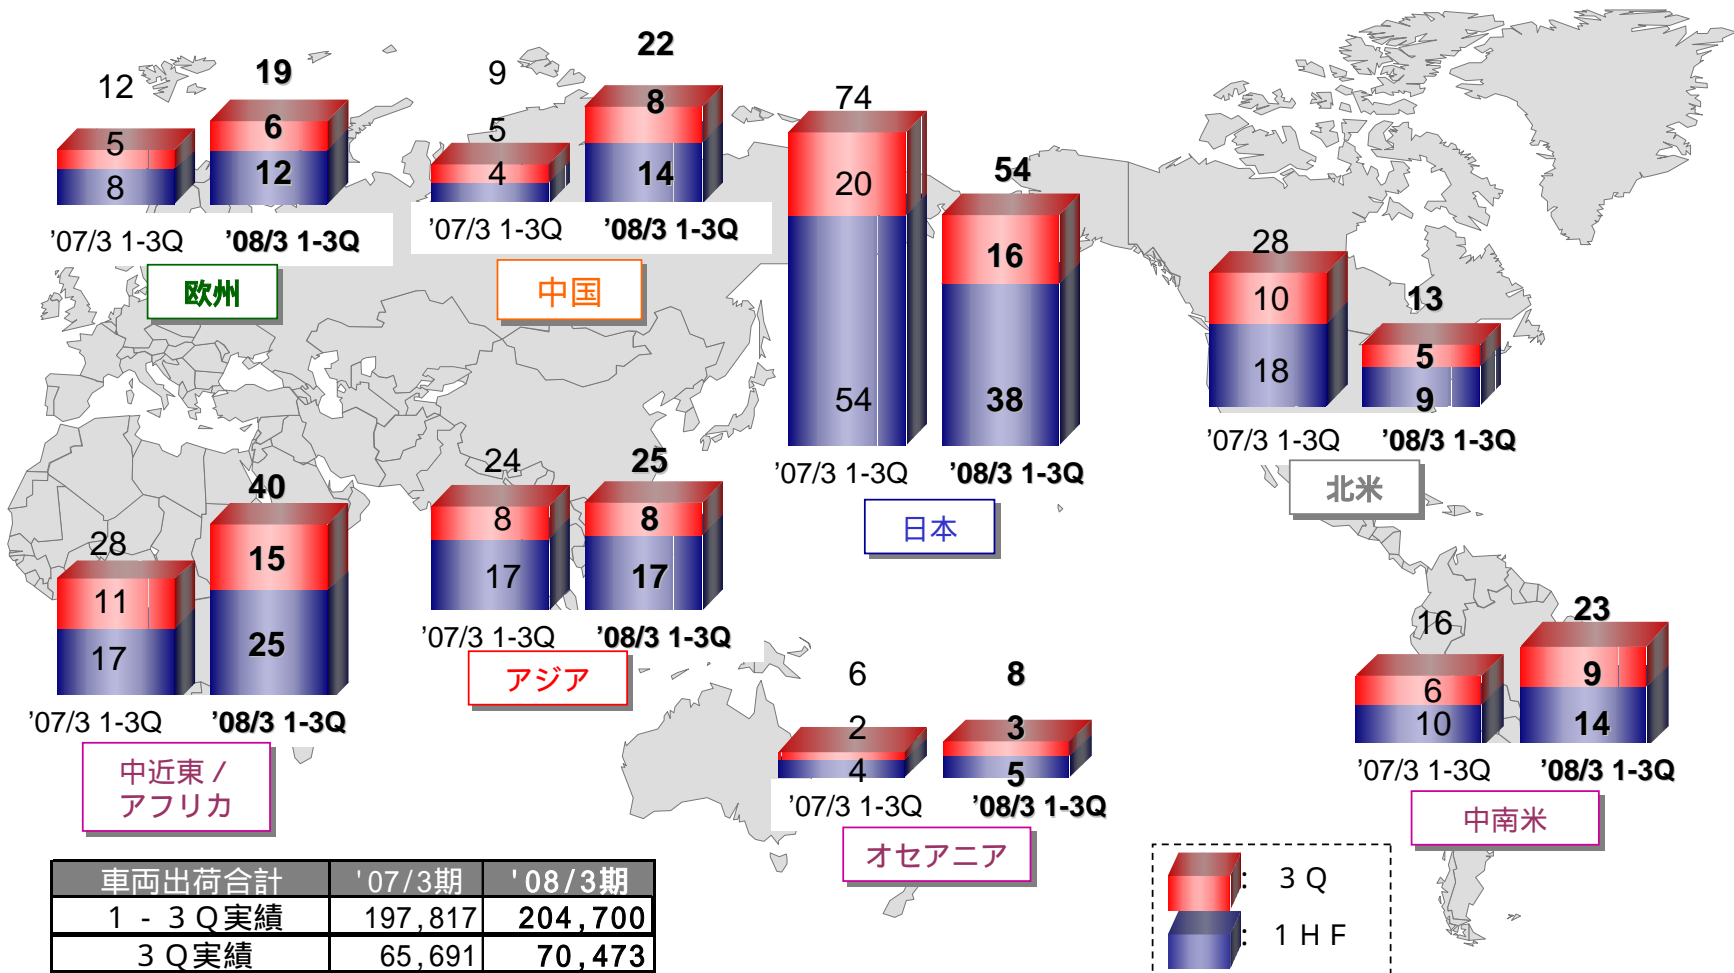 12
5
8
'07/3 1-3Q
19
6
12
'08/3 1-3Q
欧州
9
5
4
'07/3 1-3Q
22
8
14
'08/3 1-3Q
中国
74
20
54
'07/3 1-3Q
54
16
38
'08/3 1-3Q
日本
28
10
18
'07/3 1-3Q
13
5
9
'08/3 1-3Q
北米
28
11
17
'07/3 1-3Q
40
15
25
'08/3 1-3Q
中近東 /
アフリカ
24
8
17
'07/3 1-3Q
25
8
17
'08/3 1-3Q
アジア
6
2
4
'07/3 1-3Q
8
3
5
'08/3 1-3Q
オセアニア
16
6
10
'07/3 1-3Q
23
9
14
'08/3 1-3Q
中南米
車両出荷合計 '07/3期 '08/3期
1 - 3 Q実績 197,817 204,700
3 Q実績 65,691 70,473
: 3 Q
: 1 H F